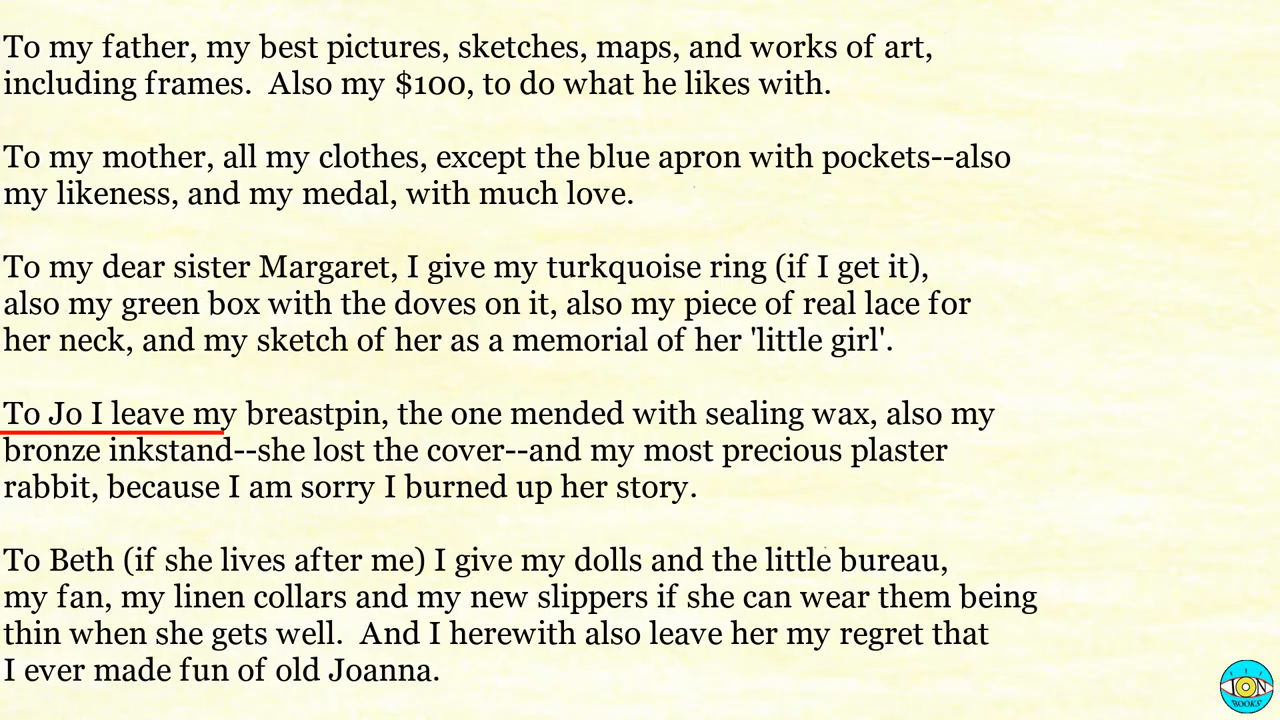 To my father, my best pictures, sketches, maps, and works of art,
including frames.  Also my $100, to do what he likes with.
To my mother, all my clothes, except the blue apron with pockets--also
my likeness, and my medal, with much love.
To my dear sister Margaret, I give my turkquoise ring (if I get it),
also my green box with the doves on it, also my piece of real lace for
her neck, and my sketch of her as a memorial of her 'little girl'.
To Jo I leave my breastpin, the one mended with sealing wax, also my
bronze inkstand--she lost the cover--and my most precious plaster
rabbit, because I am sorry I burned up her story.
To Beth (if she lives after me) I give my dolls and the little bureau,
my fan, my linen collars and my new slippers if she can wear them being
thin when she gets well.  And I herewith also leave her my regret that
I ever made fun of old Joanna.
ION
BOOKS